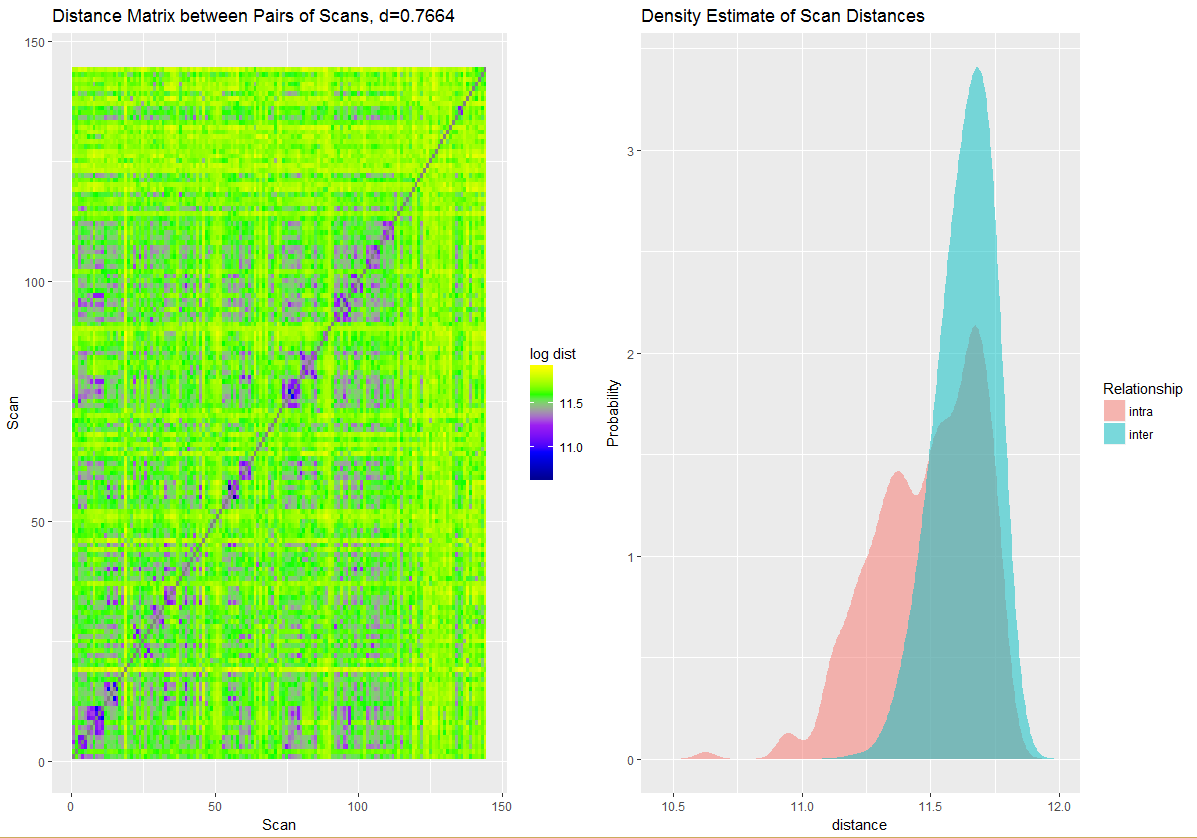 Distance Matrix between Pairs of Scans, d=0.7664
150
100
50
0
Scan
0
50
100
150
Scan
log dist
11.5
11.0
Density Estimate of Scan Distances
3
2
1
0
Probability
10.5
11.0
11.5
12.0
distance
Relationship
intra
inter